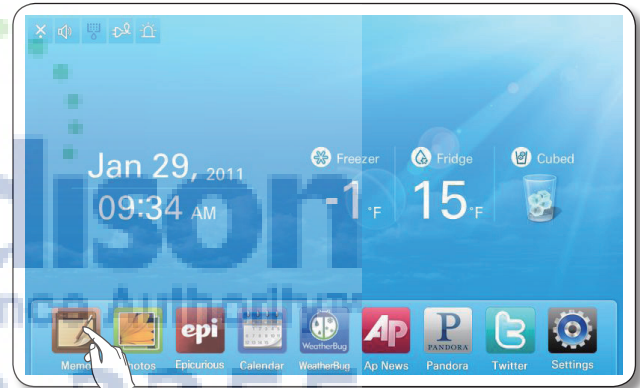 Jan 29, 2011
09:34 AM
Freezer
-1 °F
Fridge
15 °F
Cubed
epi
WeatherBug
AP
P
PANDORA
Photos
Epicurious
Calendar
WeatherBug
Ap News
Pandora
Twitter
Settings